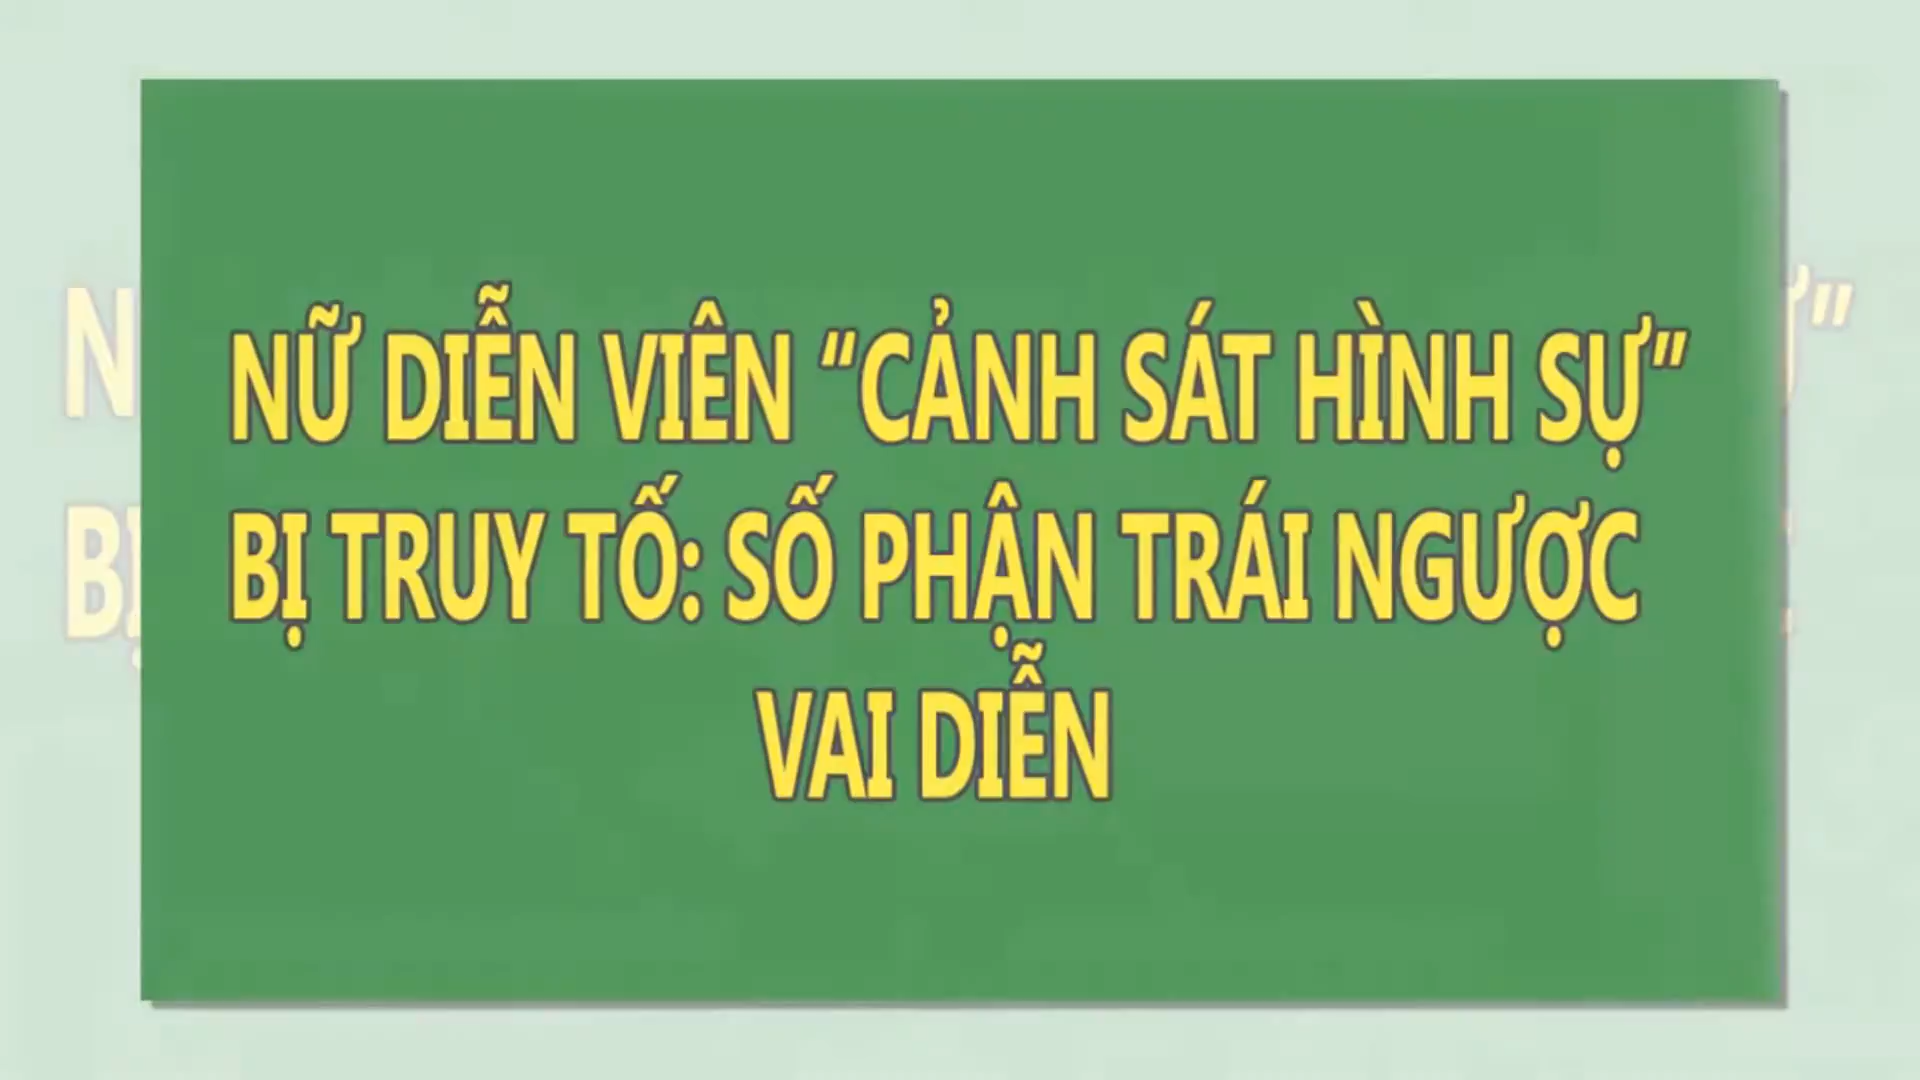 NỮ DIỄN VIÊN “CẢNH SÁT HÌNH SỰ”
BỊ TRUY TỐ: SỐ PHẬN TRÁI NGƯỢC
VAI DIỄN